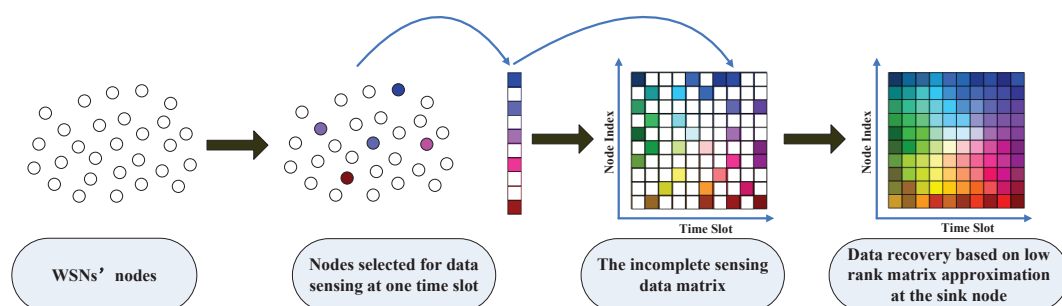 Node Index
Time Slot
Node Index
Time Slot
WSNs’ nodes
Nodes selected for data
sensing at one time slot
The incomplete sensing
data matrix
Data recovery based on low
rank matrix approximation
at the sink node